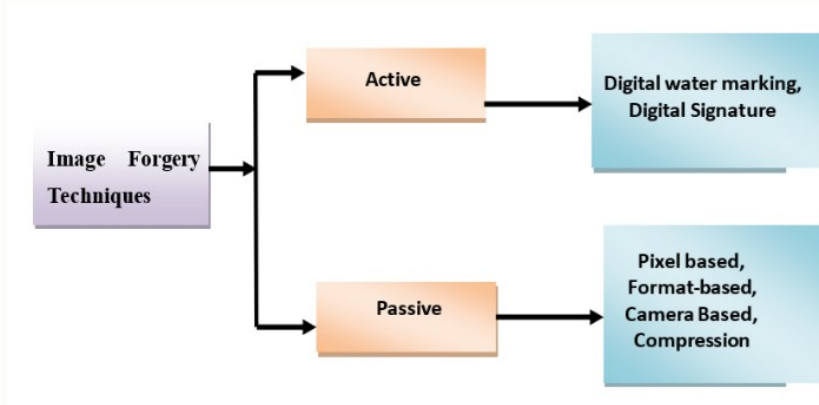 Active
Digital water marking,
Digital Signature
Image Forgery
Techniques
Passive
Pixel based,
Format-based,
Camera Based,
Compression